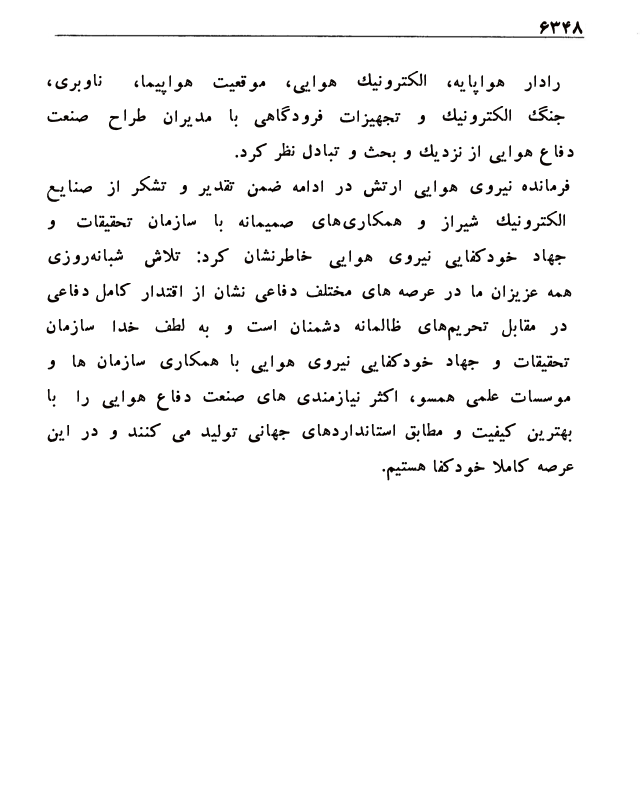 ۶۳۴۸
رادار هواپایه، الکترونیك هوایی، موقعیت هواپیما، ناوبری،
جنگ الکترونیك و تجهیزات فرودگاهی با مدیران طراح صنعت
دفاع هوایی از نزدیك و بحث و تبادل نظر کرد.
فرمانده نیروی هوایی ارتش در ادامه ضمن تقدیر و تشکر از صنایع
الکترونیك شیراز و همکاری‌های صمیمانه با سازمان تحقیقات و
جهاد خودکفایی نیروی هوایی خاطرنشان کرد: تلاش شبانه‌روزی
همه عزیزان ما در عرصه های مختلف دفاعی نشان از اقتدار کامل دفاعی
در مقابل تحریم‌های ظالمانه دشمنان است و به لطف خدا سازمان
تحقیقات و جهاد خودکفایی نیروی هوایی با همکاری سازمان ها و
موسسات علمی همسو، اکثر نیازمندی های صنعت دفاع هوایی را با
بهترین کیفیت و مطابق استانداردهای جهانی تولید می کنند و در این
عرصه کاملا خودکفا هستیم.